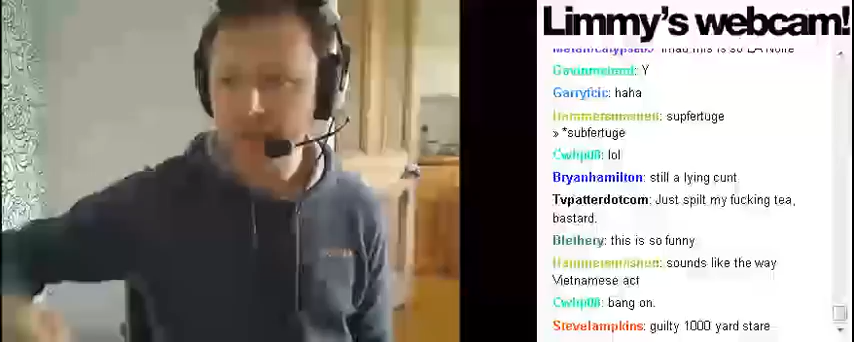 Limmy's webcam!
lmao this is so LA Noire
Y
Garrytcic: haha
supfertuge
» *subfertuge
Cwhp08: lol
Bryanhamilton: still a lying cunt
Tvpatterdotcom: Just spilt my fucking tea,
bastard.
Blethery: this is so funny
sounds like the way
Vietnamese act
Cwhp08: bang on.
Stevelampkins: guilty 1000 yard stare